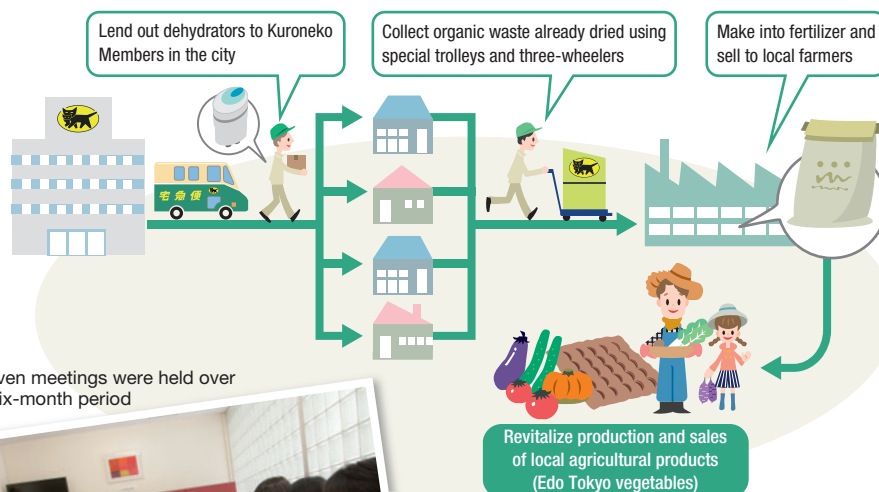 Lend out dehydrators to Kuroneko
Members in the city
Collect organic waste already dried using
special trolleys and three-wheelers
Make into fertilizer and
sell to local farmers
宅急便
ven meetings were held over
ix-month period
Revitalize production and sales
of local agricultural products
(Edo Tokyo vegetables)